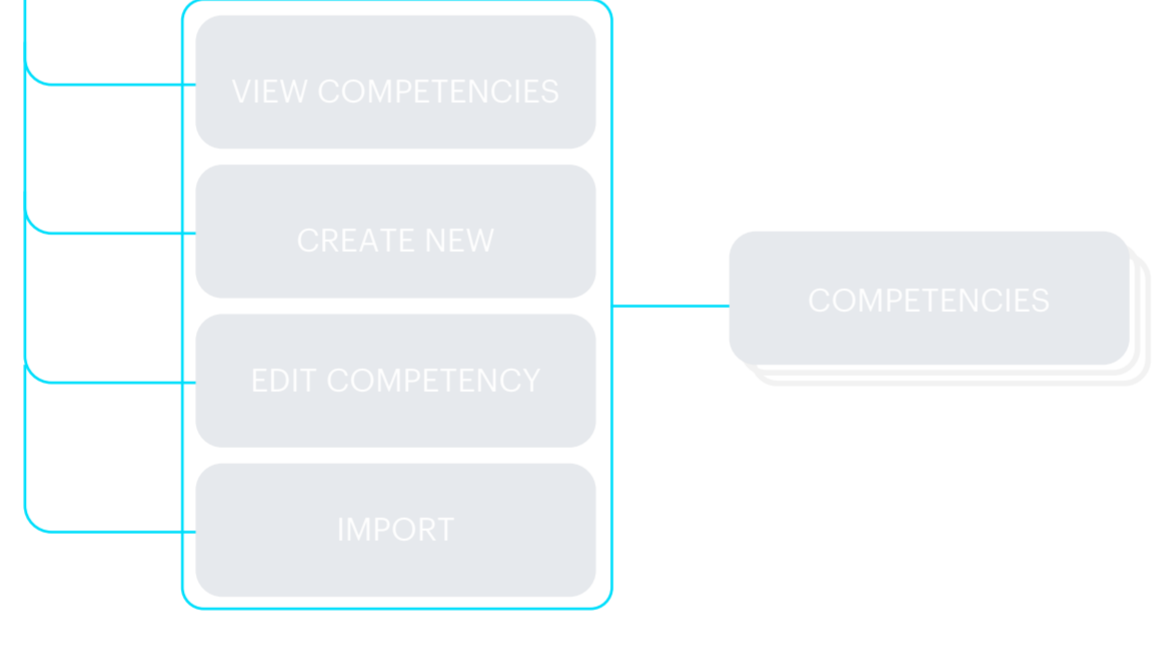 VIEW COMPETENCIES
CREATE NEW
EDIT COMPETENCY
IMPORT
COMPETENCIES